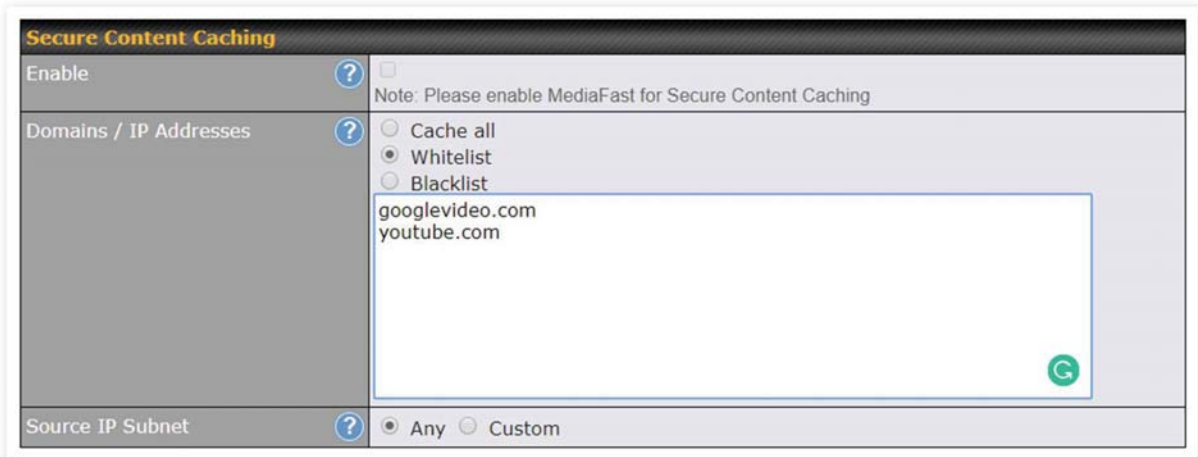 Secure Content Caching
Enable ?
Note: Please enable MediaFast for Secure Content Caching
Domains / IP Addresses ? Cache all
Whitelist
Blacklist
googlevideo.com
youtube.com
G
Source IP Subnet ? Any Custom